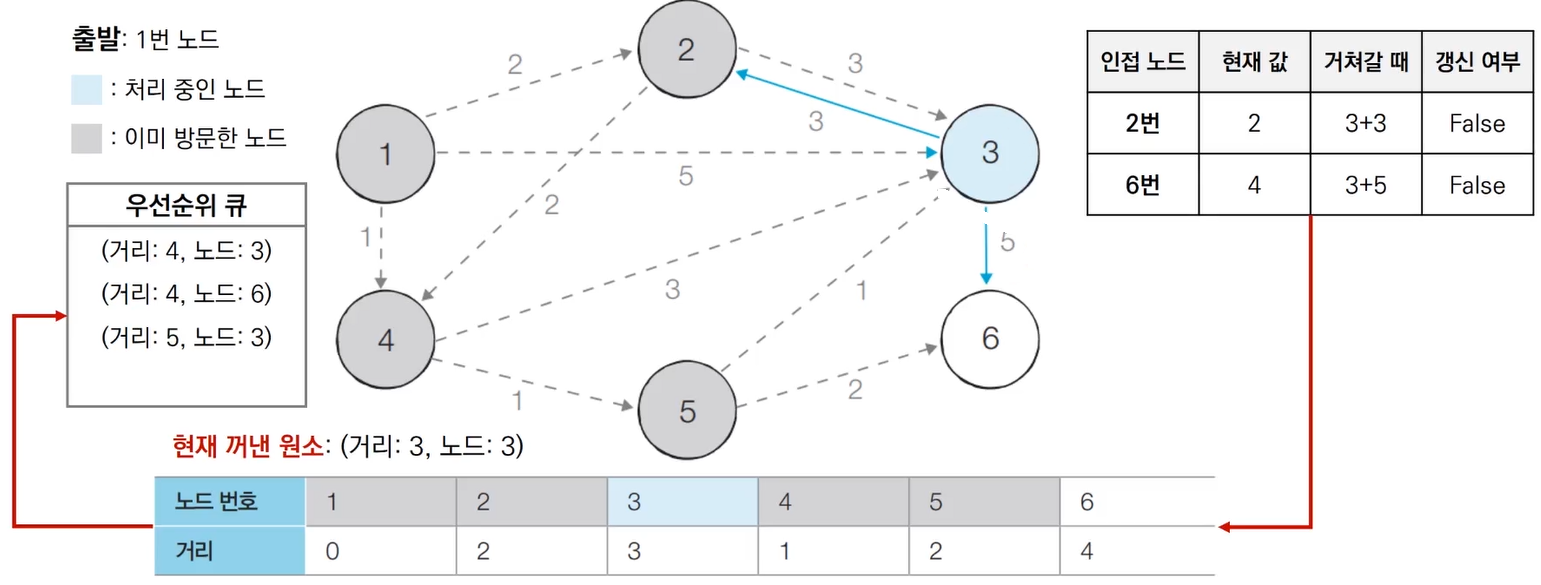 출발: 1번 노드
: 처리 중인 노드
: 이미 방문한 노드
우선순위 큐
(거리: 4, 노드: 3)
(거리: 4, 노드: 6)
(거리: 5, 노드: 3)
2
3
2
3
1
3
5
1
2
5
4
3
1
6
1
5
2
인접 노드 현재 값 거쳐갈 때 갱신 여부
2번 2 3+3 False
6번 4 3+5 False
현재 꺼낸 원소: (거리: 3, 노드: 3)
노드 번호 1 2 3 4 5 6
거리 0 2 3 1 2 4